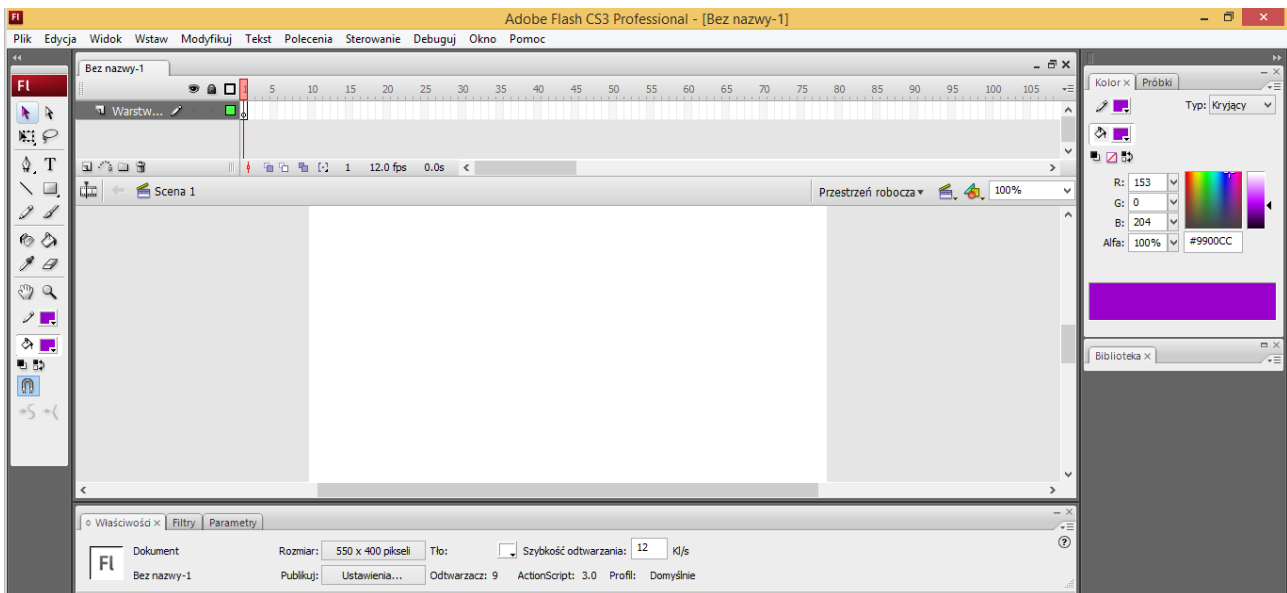 Fl Adobe Flash CS3 Professional - [Bez nazwy-1]
Plik Edycja Widok Wstaw Modyfikuj Tekst Polecenia Sterowanie Debuguj Okno Pomoc
Bez nazwy-1
Fl
1 5 10 15 20 25 30 35 40 45 50 55 60 65 70 75 80 85 90 95 100 105
Warstw...
1 12.0 fps 0.0s
Scena 1 Przestrzeń robocza 100%
T
Kolor × Próbki
Typ: Kryjący
R: 153
G: 0
B: 204
Alfa: 100% #9900CC
Biblioteka ×
Właściwości × Filtry Parametry
Fl
Dokument Rozmiar: 550 x 400 pikseli Tło: Szybkość odtwarzania: 12 Kl/s
Bez nazwy-1 Publikuj: Ustawienia... Odtwarzacz: 9 ActionScript: 3.0 Profil: Domyślnie